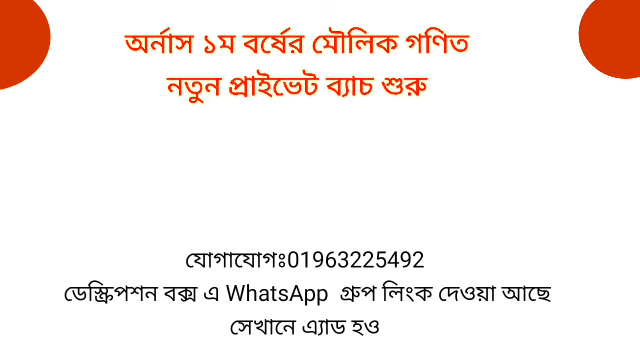 অর্নাস ১ম বর্ষের মৌলিক গণিত
নতুন প্রাইভেট ব্যাচ শুরু
যোগাযোগঃ01963225492
ডেস্ক্রিপশন বক্স এ WhatsApp গ্রুপ লিংক দেওয়া আছে
সেখানে এ্যাড হও